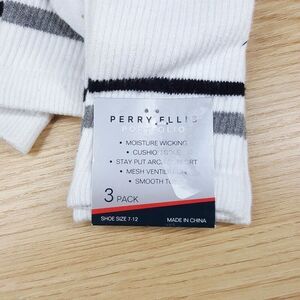 PERRY ELLIS
PORTFOLIO
• MOISTURE WICKING
• STAY PUT
• MESH
• SMOOTH
3 PACK
SHOE SIZE 7-12
MADE IN CHINA